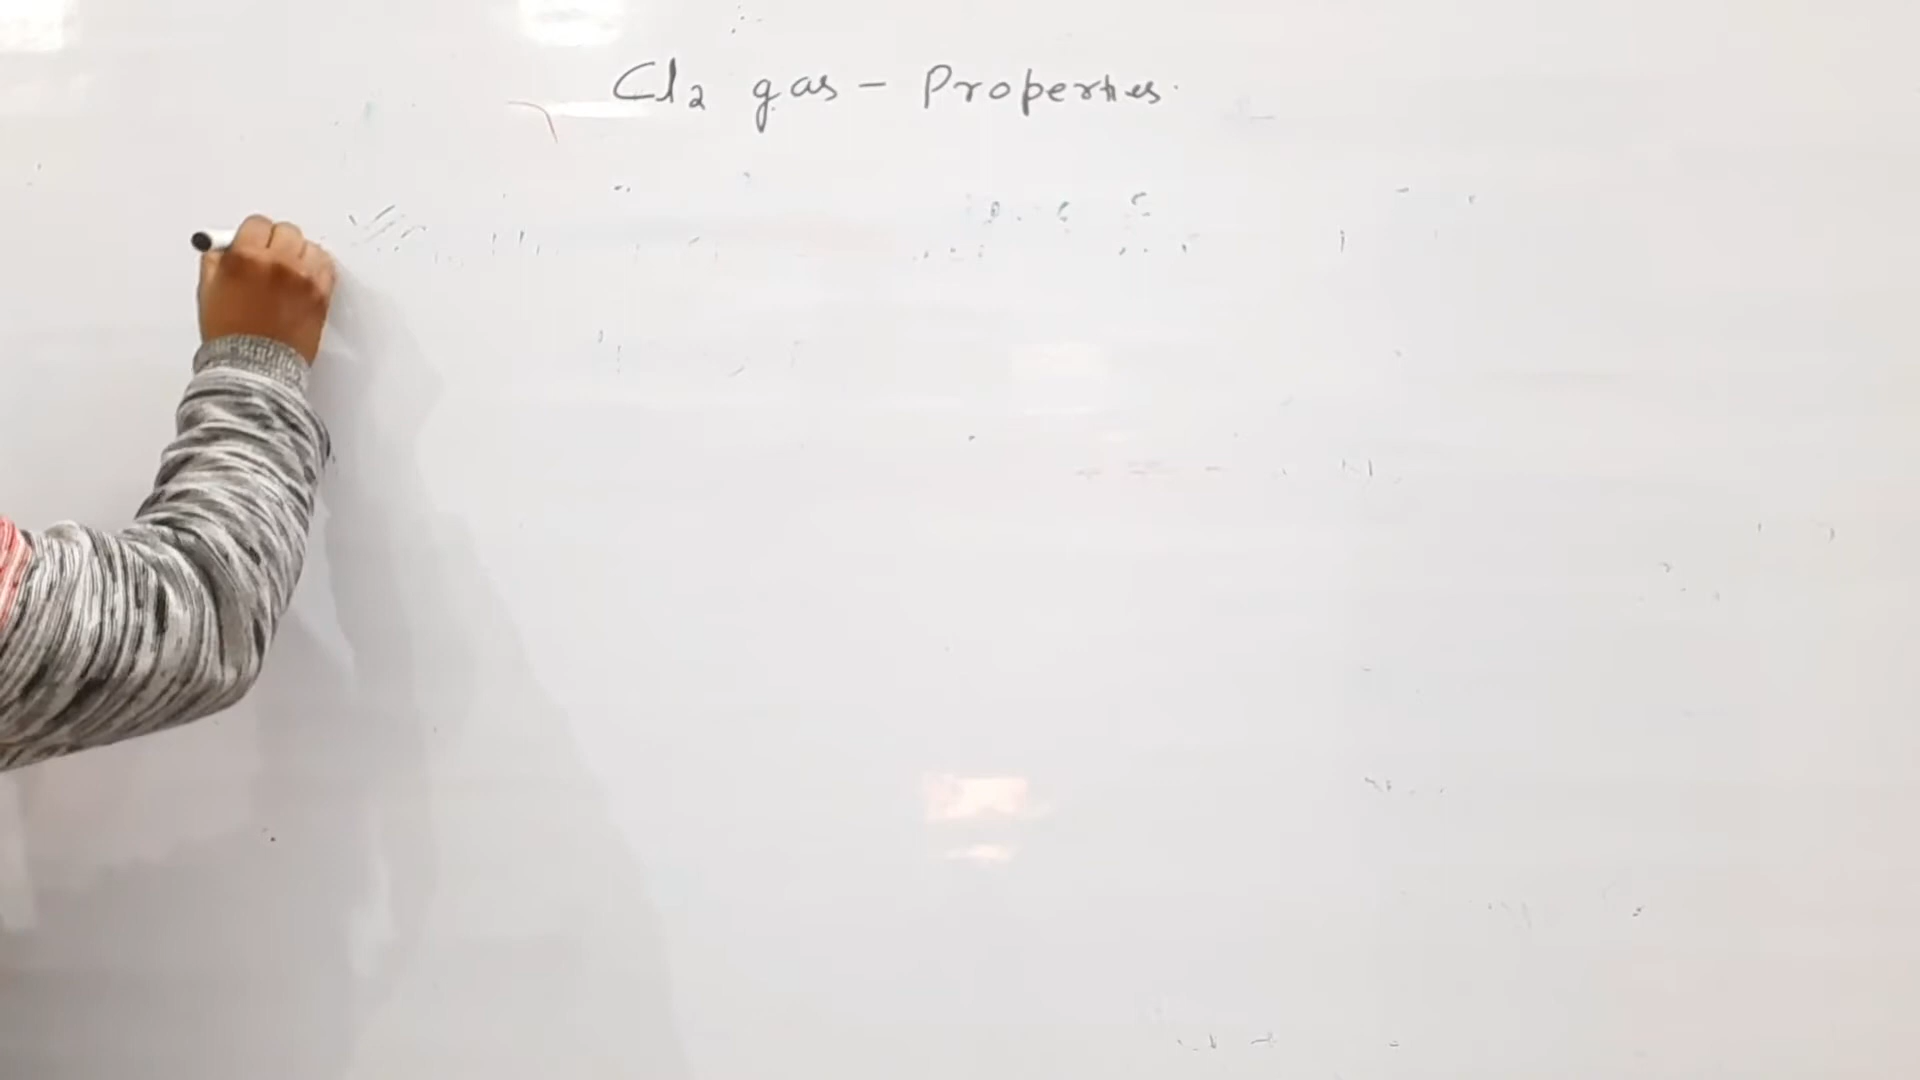 Cl₂ gas - Properties.